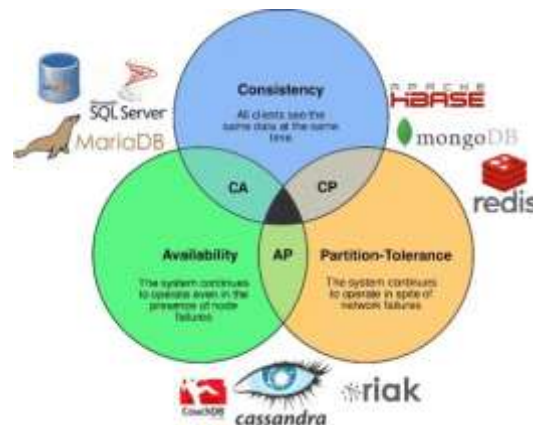 Consistency
All clients see the
same data at the same
time.
SQL Server
MariaDB
APACHE
HBASE
mongoDB
redis
CA
CP
AP
Availability
The system continues
to operate even in the
presence of node
failures
Partition-Tolerance
The system continues
to operate in spite of
network failures
CouchDB
cassandra
riak